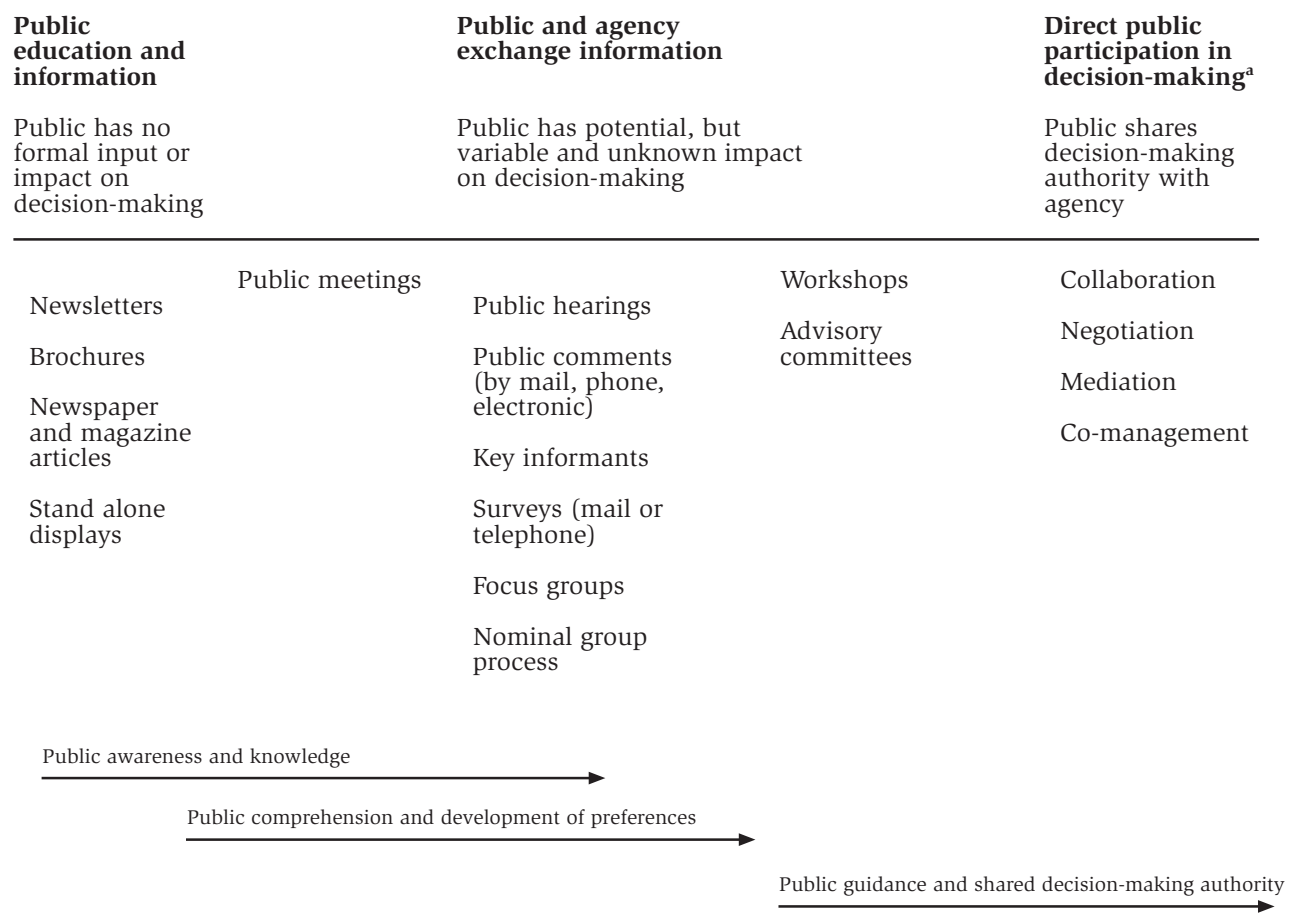 Public
education and
information
Public has no
formal input or
impact on
decision-making
Public and agency
exchange information
Public has potential, but
variable and unknown impact
on decision-making
Direct public
participation in
decision-makingᵃ
Public shares
decision-making
authority with
agency
Newsletters
Brochures
Newspaper
and magazine
articles
Stand alone
displays
Public meetings
Public hearings
Public comments
(by mail, phone,
electronic)
Key informants
Surveys (mail or
telephone)
Focus groups
Nominal group
process
Workshops
Advisory
committees
Collaboration
Negotiation
Mediation
Co-management
Public awareness and knowledge
Public comprehension and development of preferences
Public guidance and shared decision-making authority